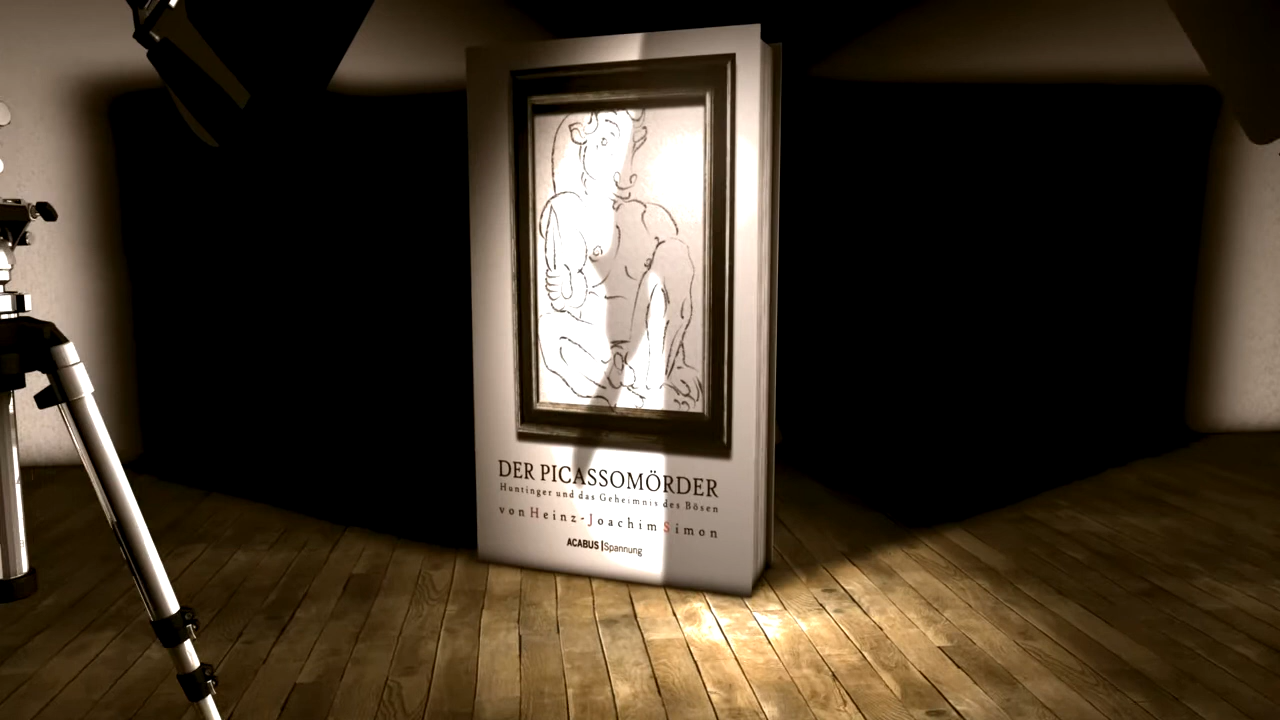 DER PICASSOMÖRDER
Huntinger und das Geheimnis des Bösen
von Heinz-Joachim Simon
ACABUS | Spannung